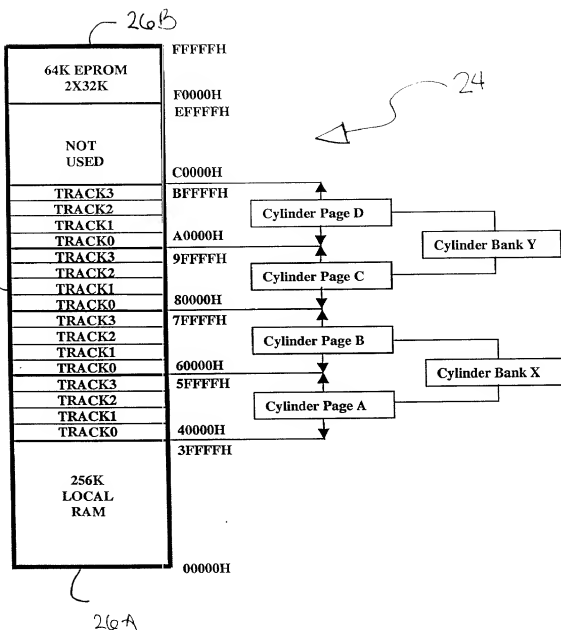 26B
FFFFFH
64K EPROM
2X32K
F0000H
EFFFFH
24
NOT
USED
C0000H
TRACK3
BFFFFH
TRACK2
Cylinder Page D
TRACK1
TRACK0
A0000H
Cylinder Bank Y
TRACK3
9FFFFH
TRACK2
Cylinder Page C
TRACK1
TRACK0
80000H
TRACK3
7FFFFH
TRACK2
Cylinder Page B
TRACK1
TRACK0
60000H
Cylinder Bank X
TRACK3
5FFFFH
TRACK2
Cylinder Page A
TRACK1
TRACK0
40000H
3FFFFH
256K
LOCAL
RAM
00000H
26A